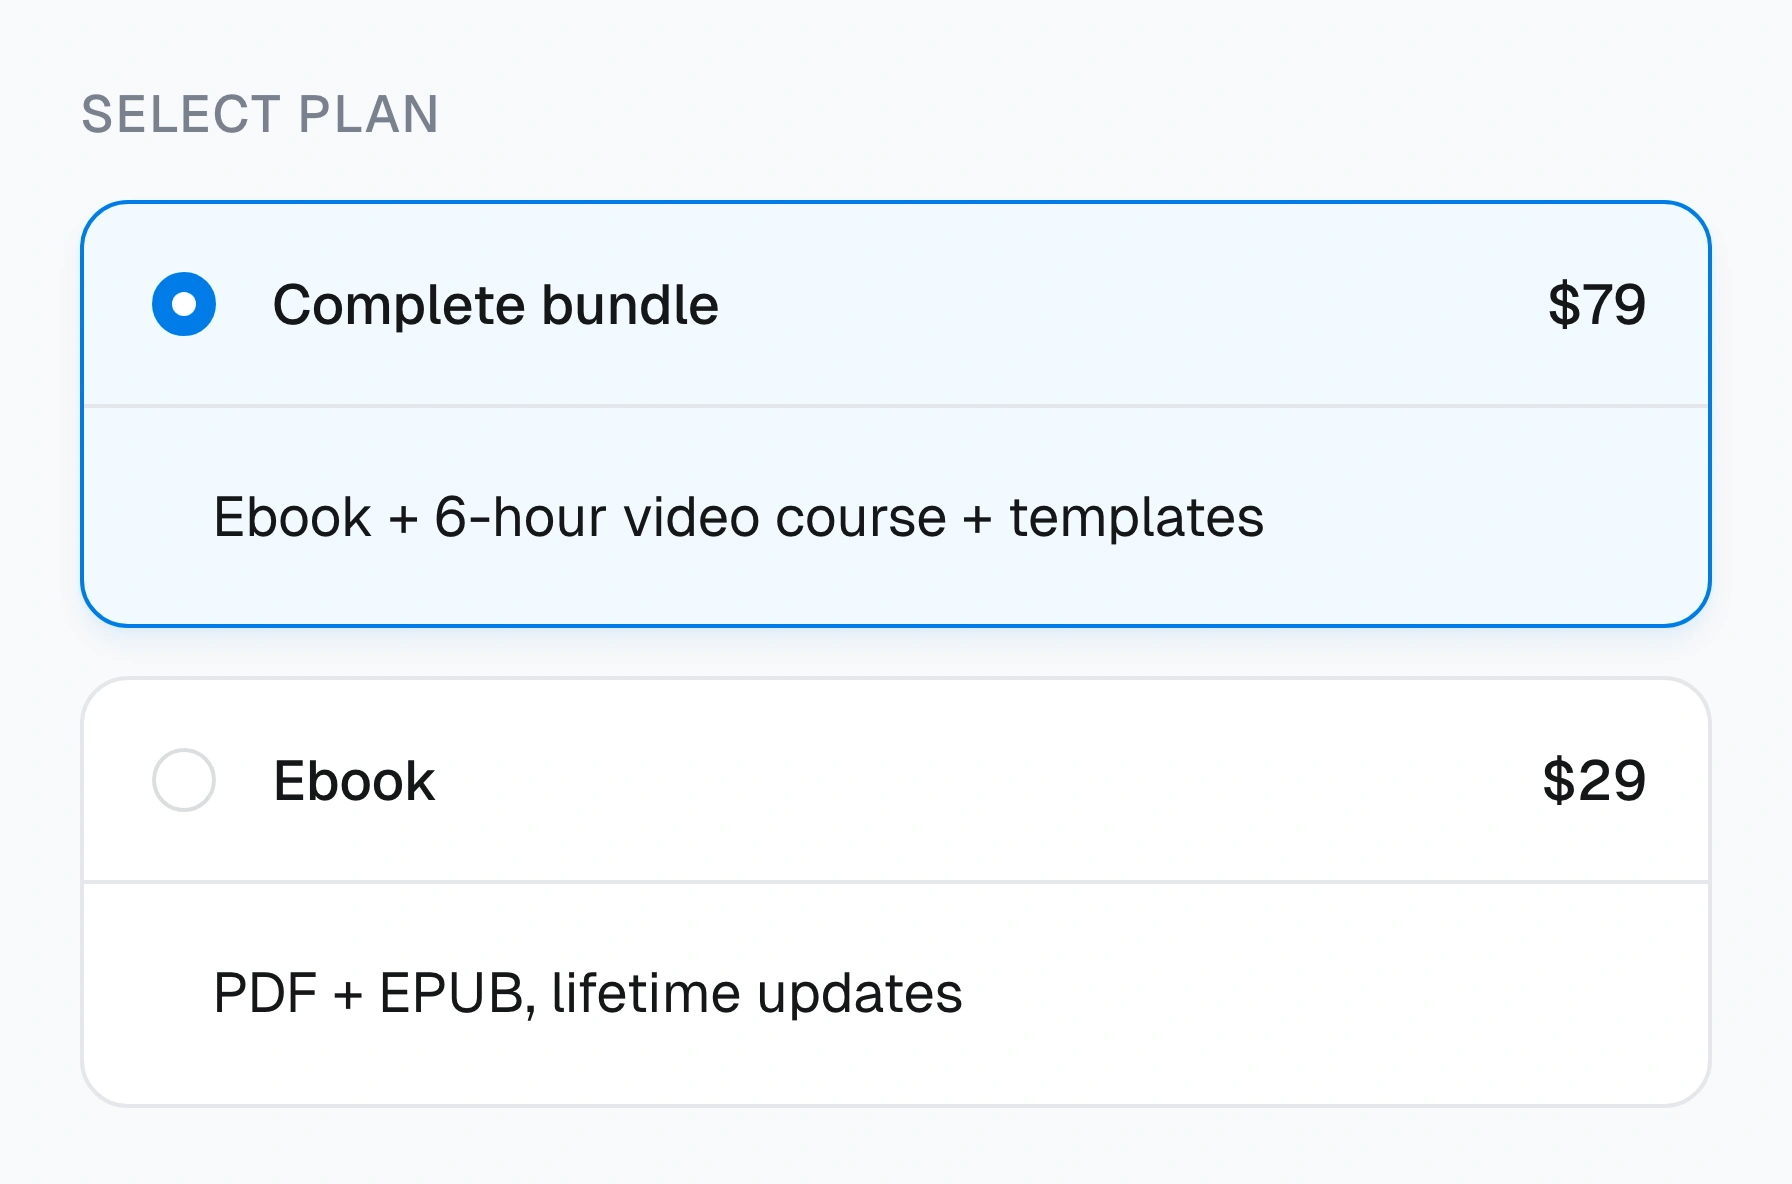 SELECT PLAN
Complete bundle $79
Ebook + 6-hour video course + templates
Ebook $29
PDF + EPUB, lifetime updates